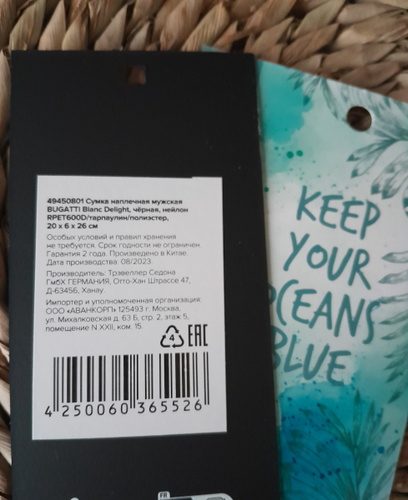 49450801 Сумка наплечная мужская
BUGATTI Blanc Delight, чёрная, нейлон
RPET600D/тарпаулин/полиэстер,
20 x 6 x 26 см
Особых условий и правил хранения
не требуется. Срок годности не ограничен.
Гарантия 2 года. Произведено в Китае.
Дата производства: 08/2023
Производитель: Трэвеллер Седона
ГмбХ ГЕРМАНИЯ, Отто-Хан Штрассе 47,
Д-63456, Ханау.
Импортер и уполномоченная организация:
ООО «АВАНКОРП» 125493 г. Москва,
ул. Михалковская д. 63 Б, стр. 2, этаж 5,
помещение N XXII, ком. 15.
4 EAC
4 250060 365526
FR
KEEP
YOUR
OCEANS
BLUE